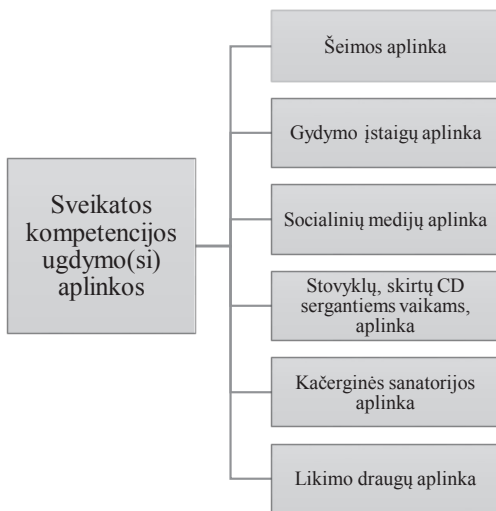 Sveikatos
kompetencijos
ugdymo(si)
aplinkos
Šeimos aplinka
Gydymo įstaigų aplinka
Socialinių medijų aplinka
Stovyklų, skirtų CD
sergantiems vaikams,
aplinka
Kačerginės sanatorijos
aplinka
Likimo draugų aplinka